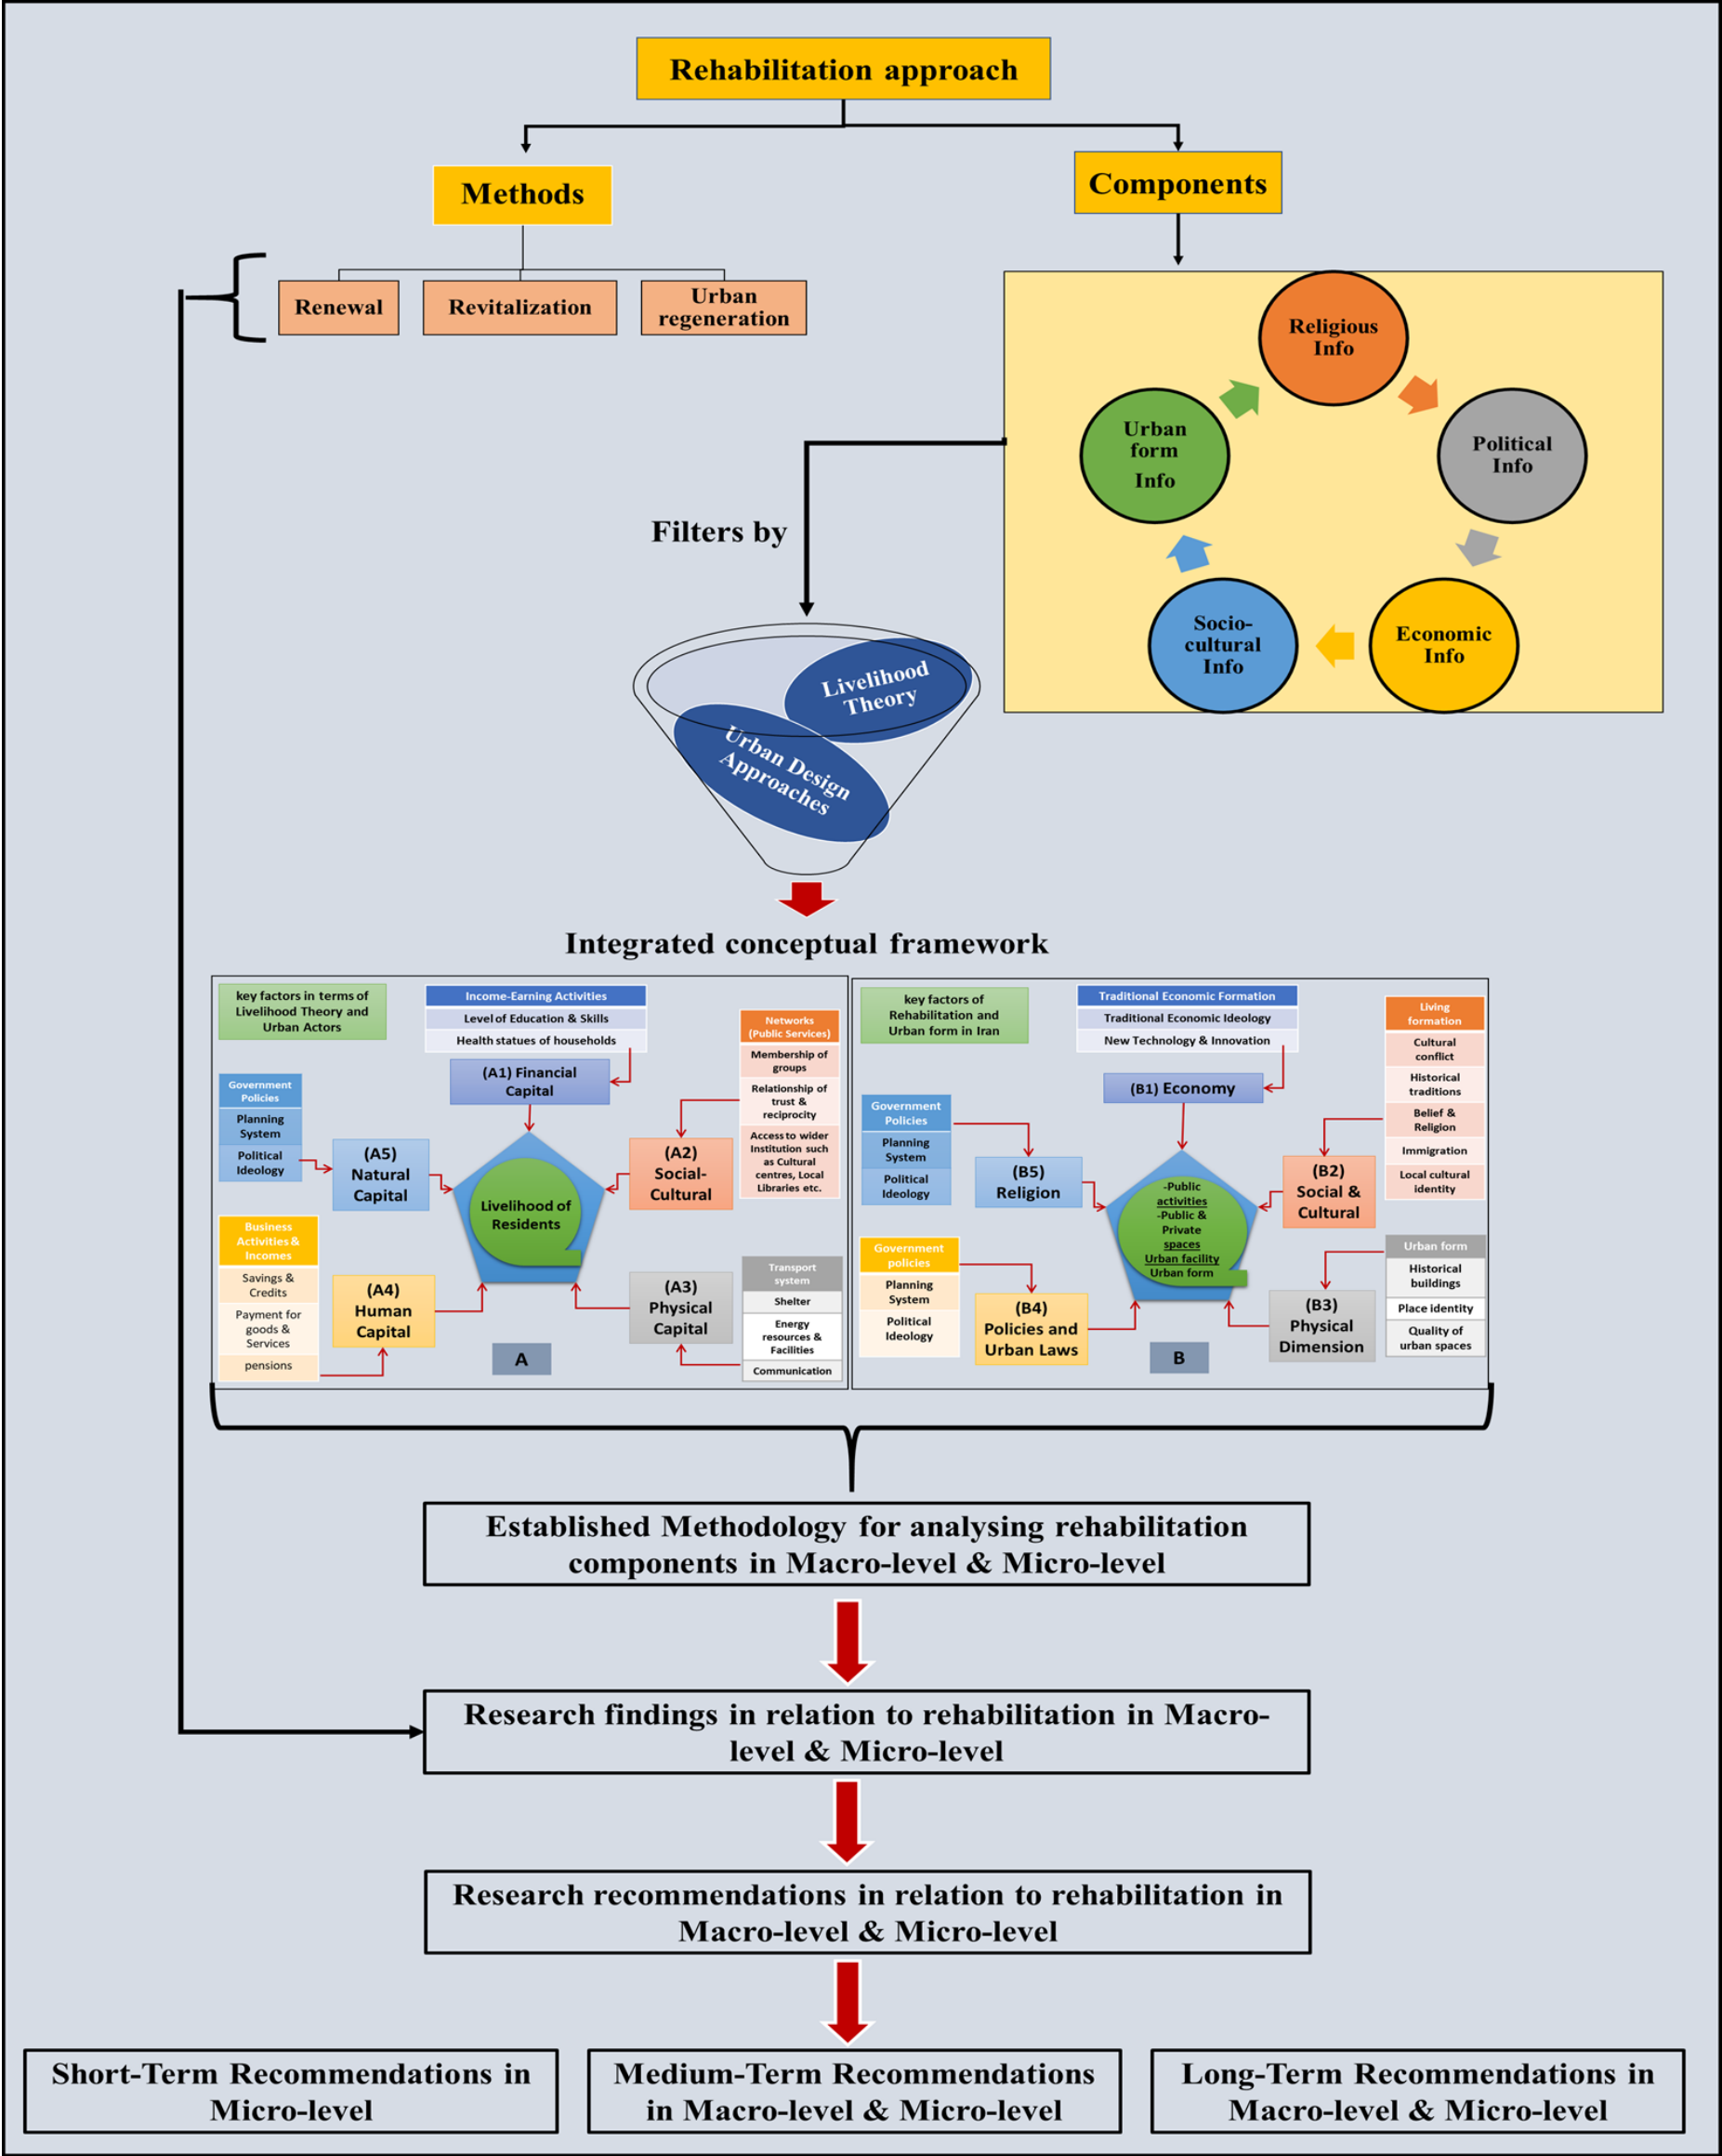 Rehabilitation approach
Methods
Components
Renewal
Revitalization
Urban
regeneration
Religious
Info
Political
Info
Economic
Info
Socio-
cultural
Info
Urban
form
Info
Filters by
Livelihood
Theory
Urban Design
Approaches
Integrated conceptual framework
key factors in terms of
Livelihood Theory and
Urban Actors
Income-Earning Activities
Level of Education & Skills
Health statues of households
(A1) Financial
Capital
Networks
(Public Services)
Membership of
groups
Relationship of
trust &
reciprocity
Access to wider
Institution such
as Cultural
centres, Local
Libraries etc.
Government
Policies
Planning
System
Political
Ideology
(A5)
Natural
Capital
Livelihood of
Residents
(A2)
Social-
Cultural
Business
Activities &
Incomes
Savings &
Credits
Payment for
goods &
Services
pensions
(A4)
Human
Capital
(A3)
Physical
Capital
Transport
system
Shelter
Energy
resources &
Facilities
Communication
A
key factors of
Rehabilitation and
Urban form in Iran
Traditional Economic Formation
Traditional Economic Ideology
New Technology & Innovation
(B1) Economy
Living
formation
Cultural
conflict
Historical
traditions
Belief &
Religion
Immigration
Local cultural
identity
Government
Policies
Planning
System
Political
Ideology
(B5)
Religion
-Public
activities
-Public &
Private
spaces
Urban facility
Urban form
(B2)
Social &
Cultural
Government
policies
Planning
System
Political
Ideology
(B4)
Policies and
Urban Laws
(B3)
Physical
Dimension
Urban form
Historical
buildings
Place identity
Quality of
urban spaces
B
Established Methodology for analysing rehabilitation
components in Macro-level & Micro-level
Research findings in relation to rehabilitation in Macro-
level & Micro-level
Research recommendations in relation to rehabilitation in
Macro-level & Micro-level
Short-Term Recommendations in
Micro-level
Medium-Term Recommendations
in Macro-level & Micro-level
Long-Term Recommendations in
Macro-level & Micro-level